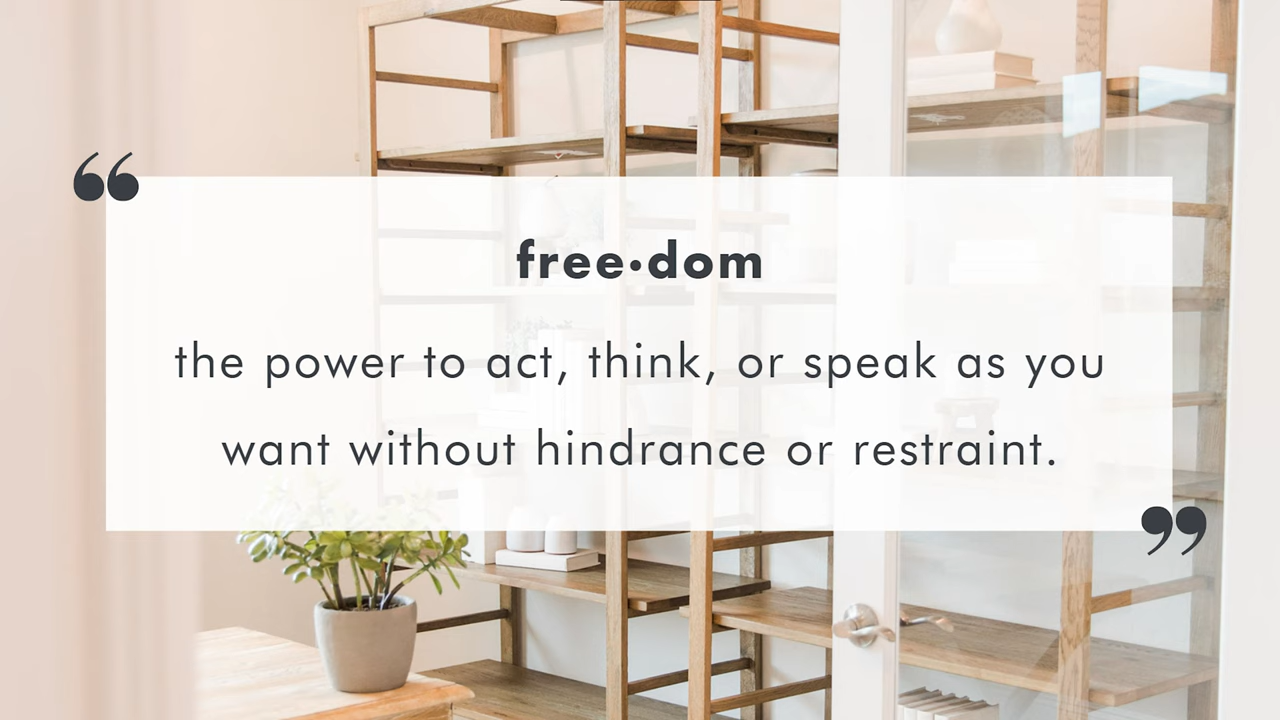 “
free•dom
the power to act, think, or speak as you
want without hindrance or restraint.
”